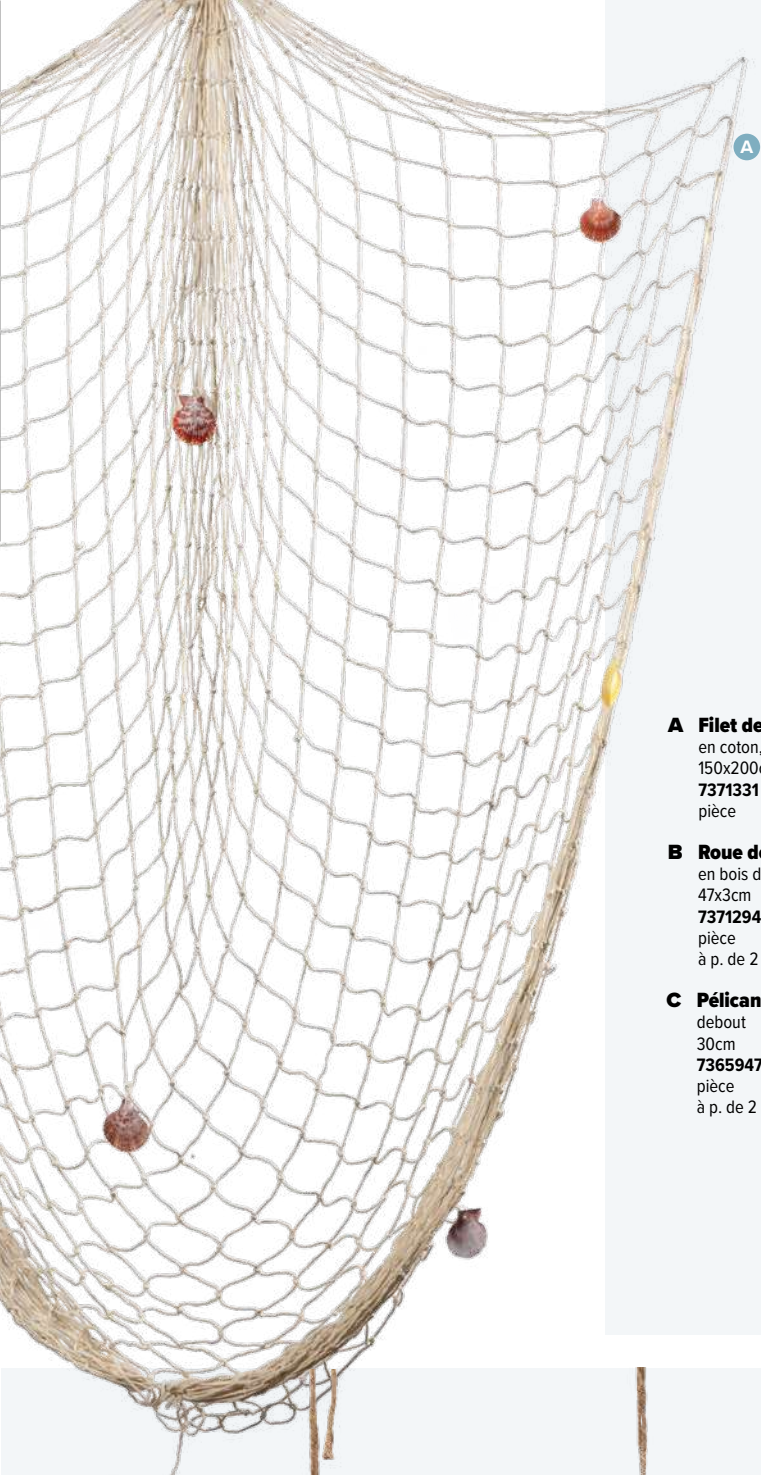 A
A Filet de
en coton,
150x200c
7371331
pièce
B Roue de
en bois d
47x3cm
7371294
pièce
à p. de 2
C Pélican
debout
30cm
7365947
pièce
à p. de 2